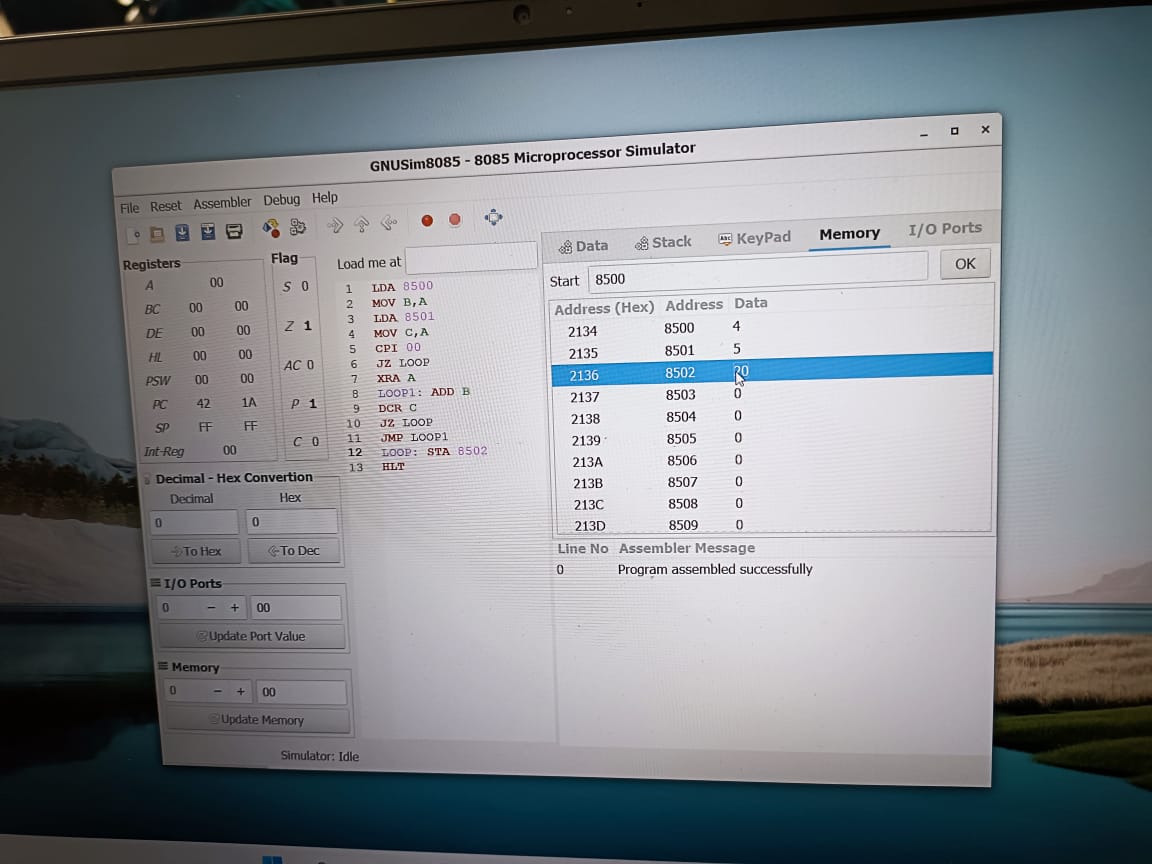 GNUSim8085 - 8085 Microprocessor Simulator
File Reset Assembler Debug Help
Registers
A 00
BC 00 00
DE 00 00
HL 00 00
PSW 00 00
PC 42 1A
SP FF FF
Int-Reg 00
Flag
S 0
Z 1
AC 0
P 1
C 0
Decimal - Hex Convertion
Decimal Hex
0 0
To Hex To Dec
I/O Ports
0 - + 00
Update Port Value
Memory
0 - + 00
Update Memory
Load me at
1 LDA 8500
2 MOV B,A
3 LDA 8501
4 MOV C,A
5 CPI 00
6 JZ LOOP
7 XRA A
8 LOOP1: ADD B
9 DCR C
10 JZ LOOP
11 JMP LOOP1
12 LOOP: STA 8502
13 HLT
Data Stack KeyPad Memory I/O Ports
Start 8500 OK
Address (Hex) Address Data
2134 8500 4
2135 8501 5
2136 8502 20
2137 8503 0
2138 8504 0
2139 8505 0
213A 8506 0
213B 8507 0
213C 8508 0
213D 8509 0
Line No Assembler Message
0 Program assembled successfully
Simulator: Idle